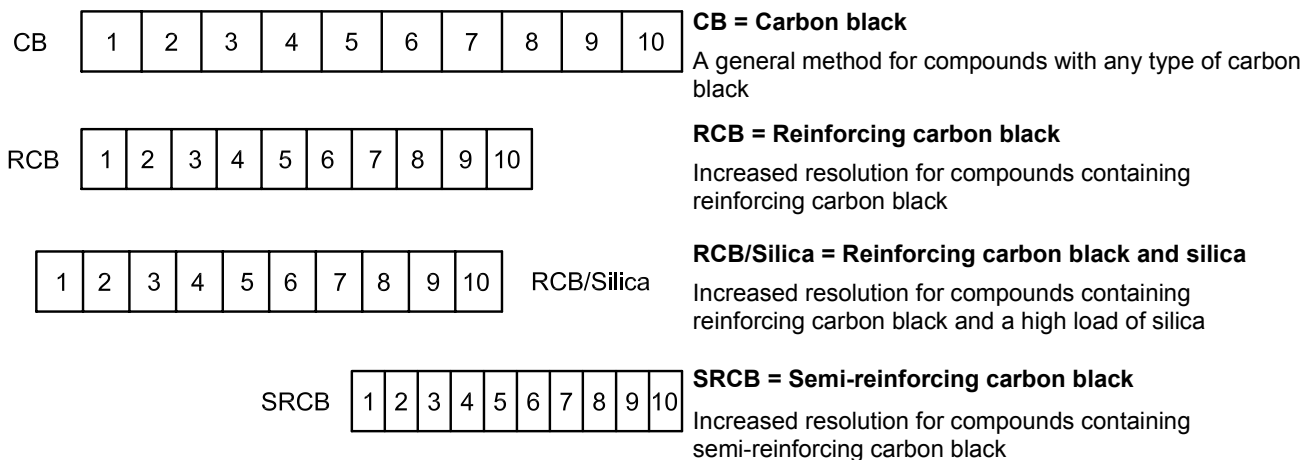 CB 1 2 3 4 5 6 7 8 9 10
CB = Carbon black
A general method for compounds with any type of carbon
black
RCB 1 2 3 4 5 6 7 8 9 10
RCB = Reinforcing carbon black
Increased resolution for compounds containing
reinforcing carbon black
1 2 3 4 5 6 7 8 9 10 RCB/Silica
RCB/Silica = Reinforcing carbon black and silica
Increased resolution for compounds containing
reinforcing carbon black and a high load of silica
SRCB 1 2 3 4 5 6 7 8 9 10
SRCB = Semi-reinforcing carbon black
Increased resolution for compounds containing
semi-reinforcing carbon black